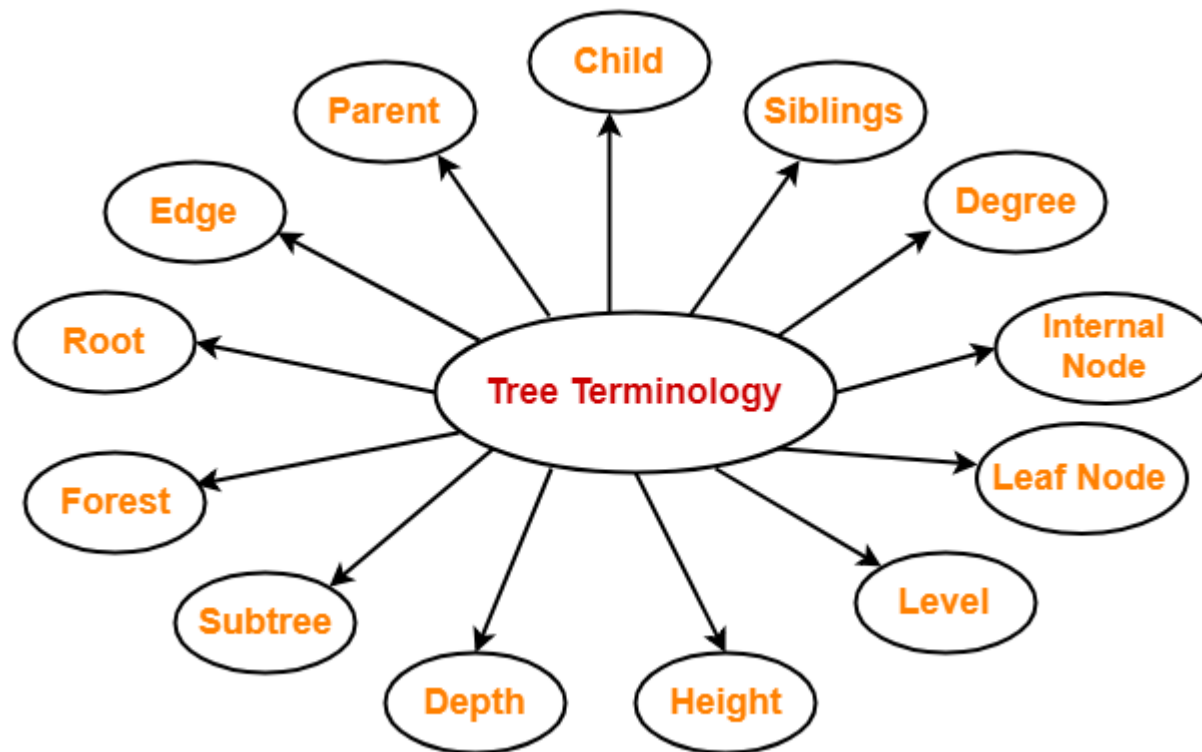 Child
Parent
Siblings
Edge
Degree
Root
Internal
Node
Tree Terminology
Forest
Leaf Node
Subtree
Level
Depth
Height